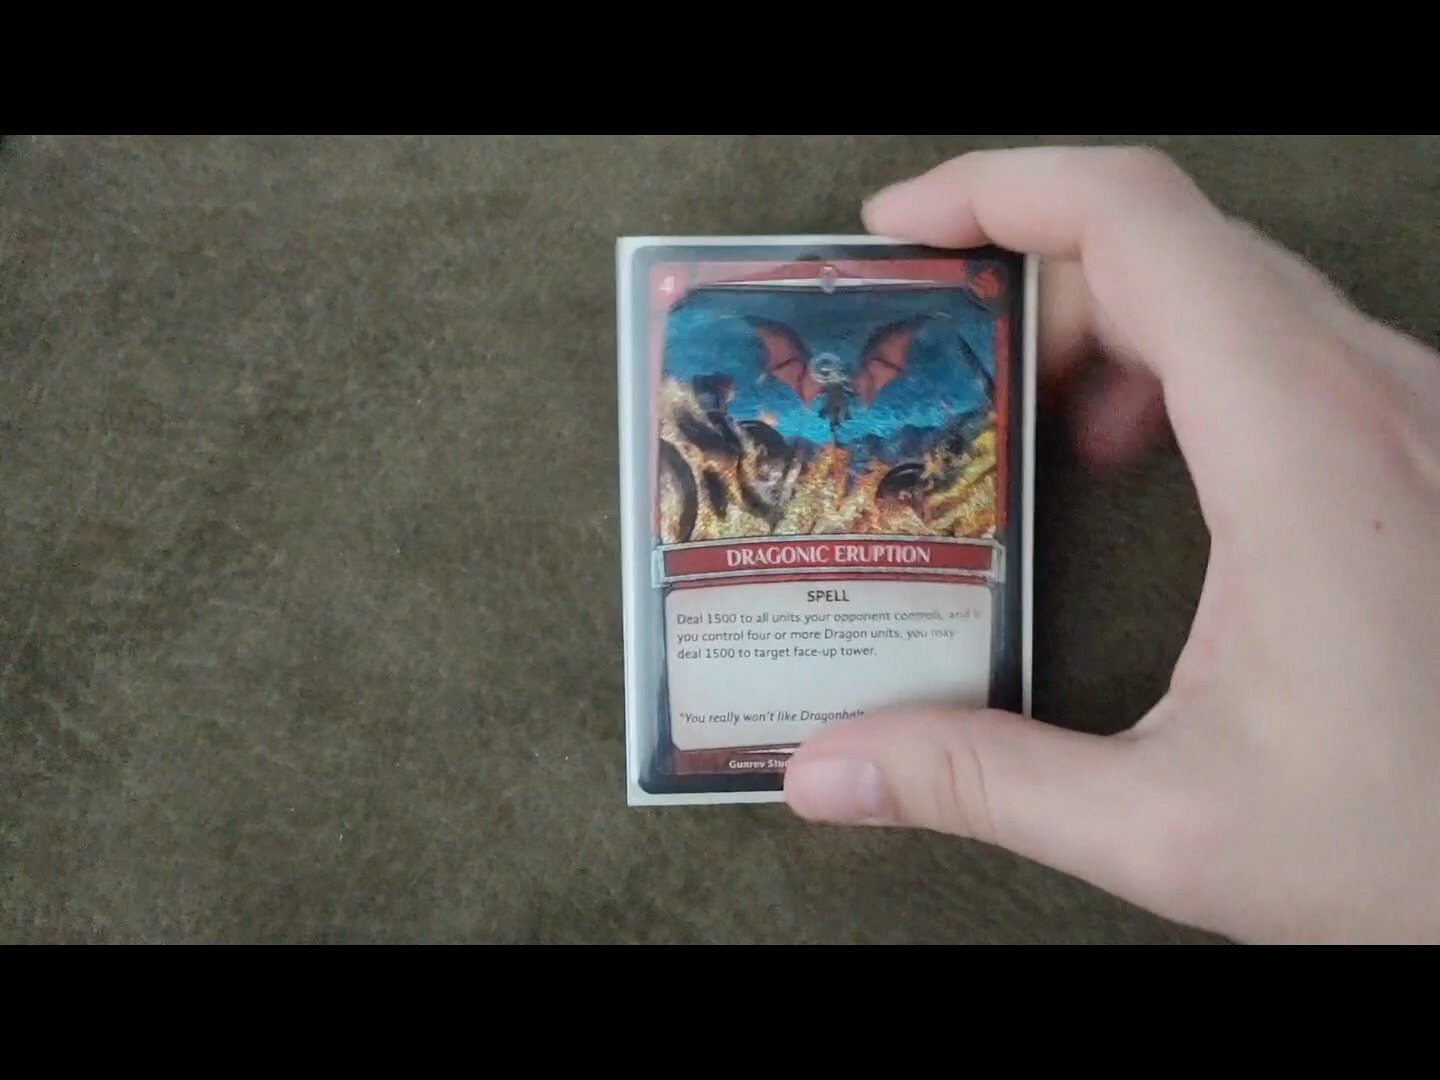 4
DRAGONIC ERUPTION
SPELL
Deal 1500 to all units your opponent controls, and if
you control four or more Dragon units, you may
deal 1500 to target face-up tower.
"You really won't like
Gunrev